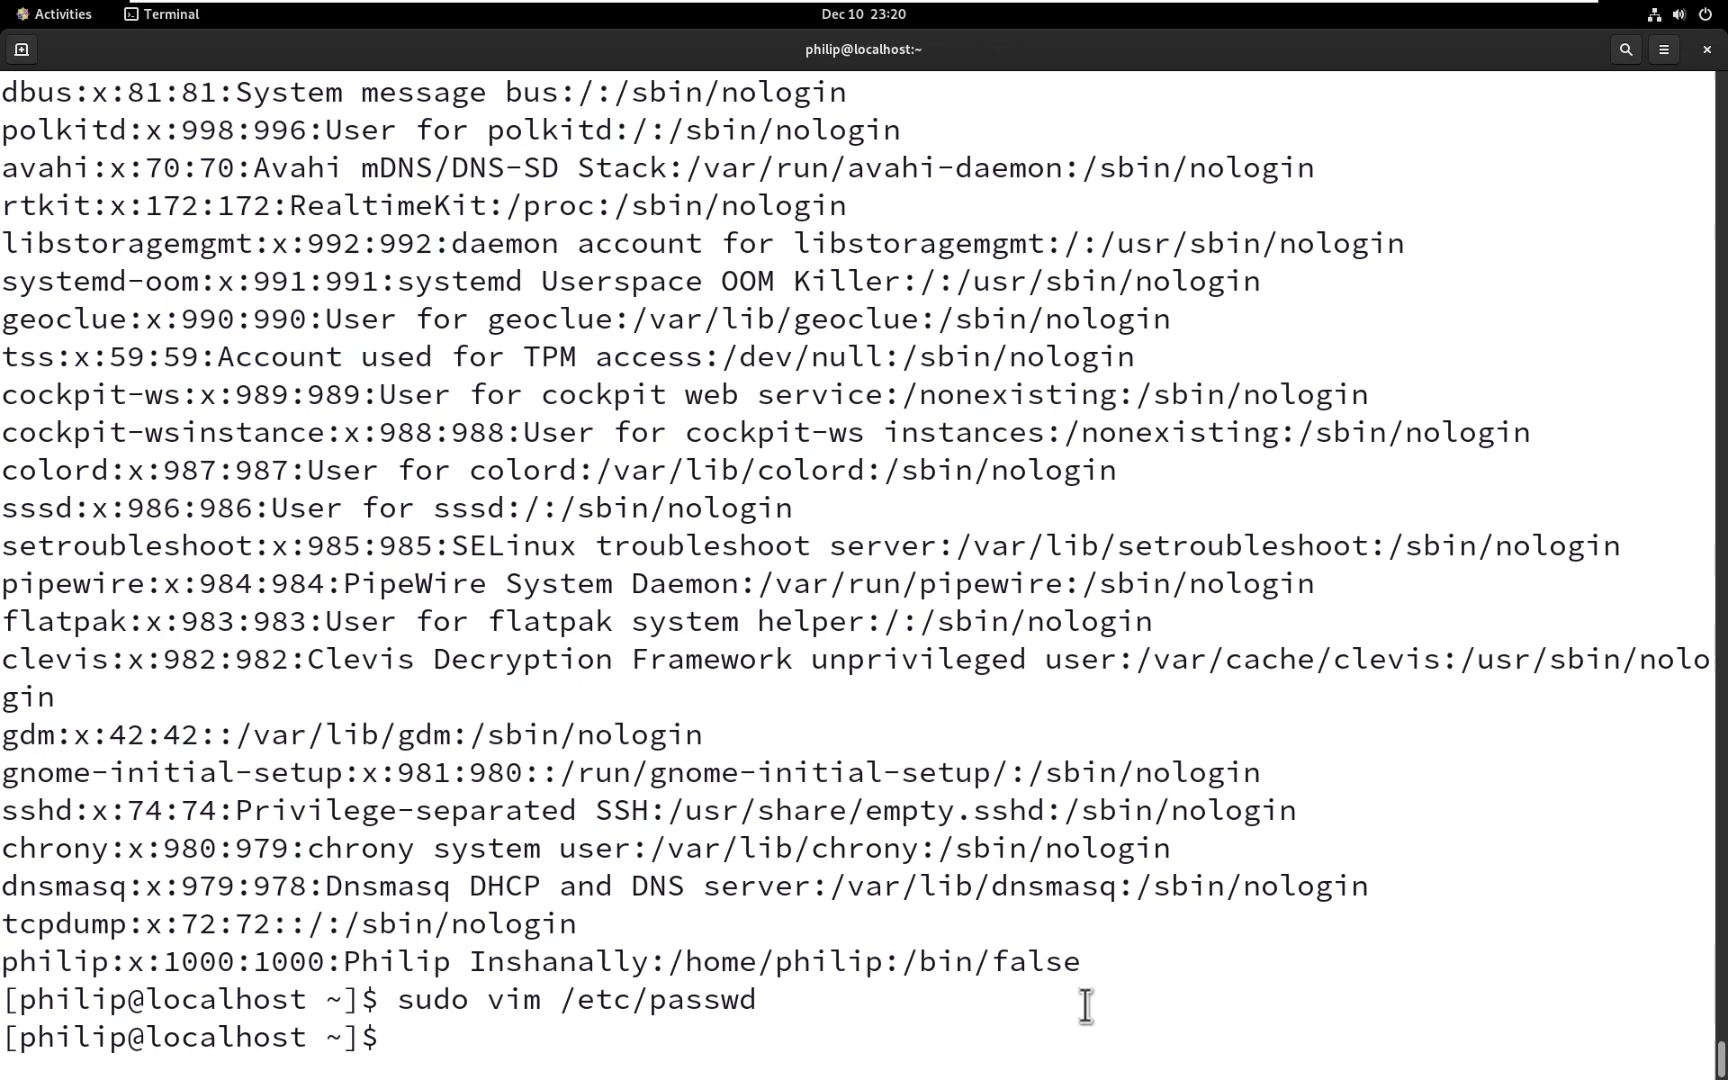 Activities
Terminal
Dec 10 23:20
philip@localhost:~
dbus:x:81:81:System message bus:/:/sbin/nologin
polkitd:x:998:996:User for polkitd:/:/sbin/nologin
avahi:x:70:70:Avahi mDNS/DNS-SD Stack:/var/run/avahi-daemon:/sbin/nologin
rtkit:x:172:172:RealtimeKit:/proc:/sbin/nologin
libstoragemgmt:x:992:992:daemon account for libstoragemgmt:/:/usr/sbin/nologin
systemd-oom:x:991:991:systemd Userspace OOM Killer:/:/usr/sbin/nologin
geoclue:x:990:990:User for geoclue:/var/lib/geoclue:/sbin/nologin
tss:x:59:59:Account used for TPM access:/dev/null:/sbin/nologin
cockpit-ws:x:989:989:User for cockpit web service:/nonexisting:/sbin/nologin
cockpit-wsinstance:x:988:988:User for cockpit-ws instances:/nonexisting:/sbin/nologin
colord:x:987:987:User for colord:/var/lib/colord:/sbin/nologin
sssd:x:986:986:User for sssd:/:/sbin/nologin
setroubleshoot:x:985:985:SELinux troubleshoot server:/var/lib/setroubleshoot:/sbin/nologin
pipewire:x:984:984:PipeWire System Daemon:/var/run/pipewire:/sbin/nologin
flatpak:x:983:983:User for flatpak system helper:/:/sbin/nologin
clevis:x:982:982:Clevis Decryption Framework unprivileged user:/var/cache/clevis:/usr/sbin/nolo
gin
gdm:x:42:42::/var/lib/gdm:/sbin/nologin
gnome-initial-setup:x:981:980::/run/gnome-initial-setup/:/sbin/nologin
sshd:x:74:74:Privilege-separated SSH:/usr/share/empty.sshd:/sbin/nologin
chrony:x:980:979:chrony system user:/var/lib/chrony:/sbin/nologin
dnsmasq:x:979:978:Dnsmasq DHCP and DNS server:/var/lib/dnsmasq:/sbin/nologin
tcpdump:x:72:72::/:/sbin/nologin
philip:x:1000:1000:Philip Inshanally:/home/philip:/bin/false
[philip@localhost ~]$ sudo vim /etc/passwd
[philip@localhost ~]$